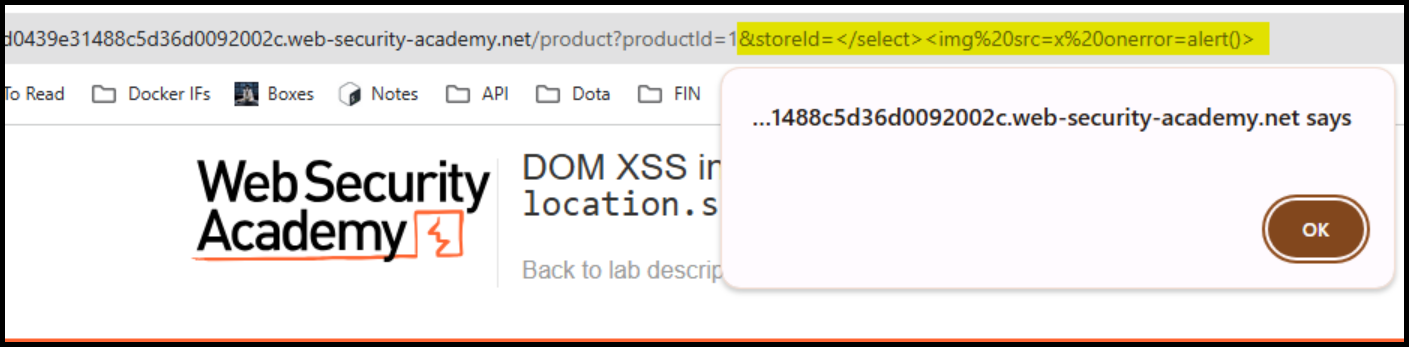 d0439e31488c5d36d0092002c.web-security-academy.net/product?productId=1&storeId=</select><img%20src=x%20onerror=alert()>
To Read Docker IFs Boxes Notes API Dota FIN
...1488c5d36d0092002c.web-security-academy.net says
OK
Web Security
Academy
DOM XSS in
location.s
Back to lab descrip